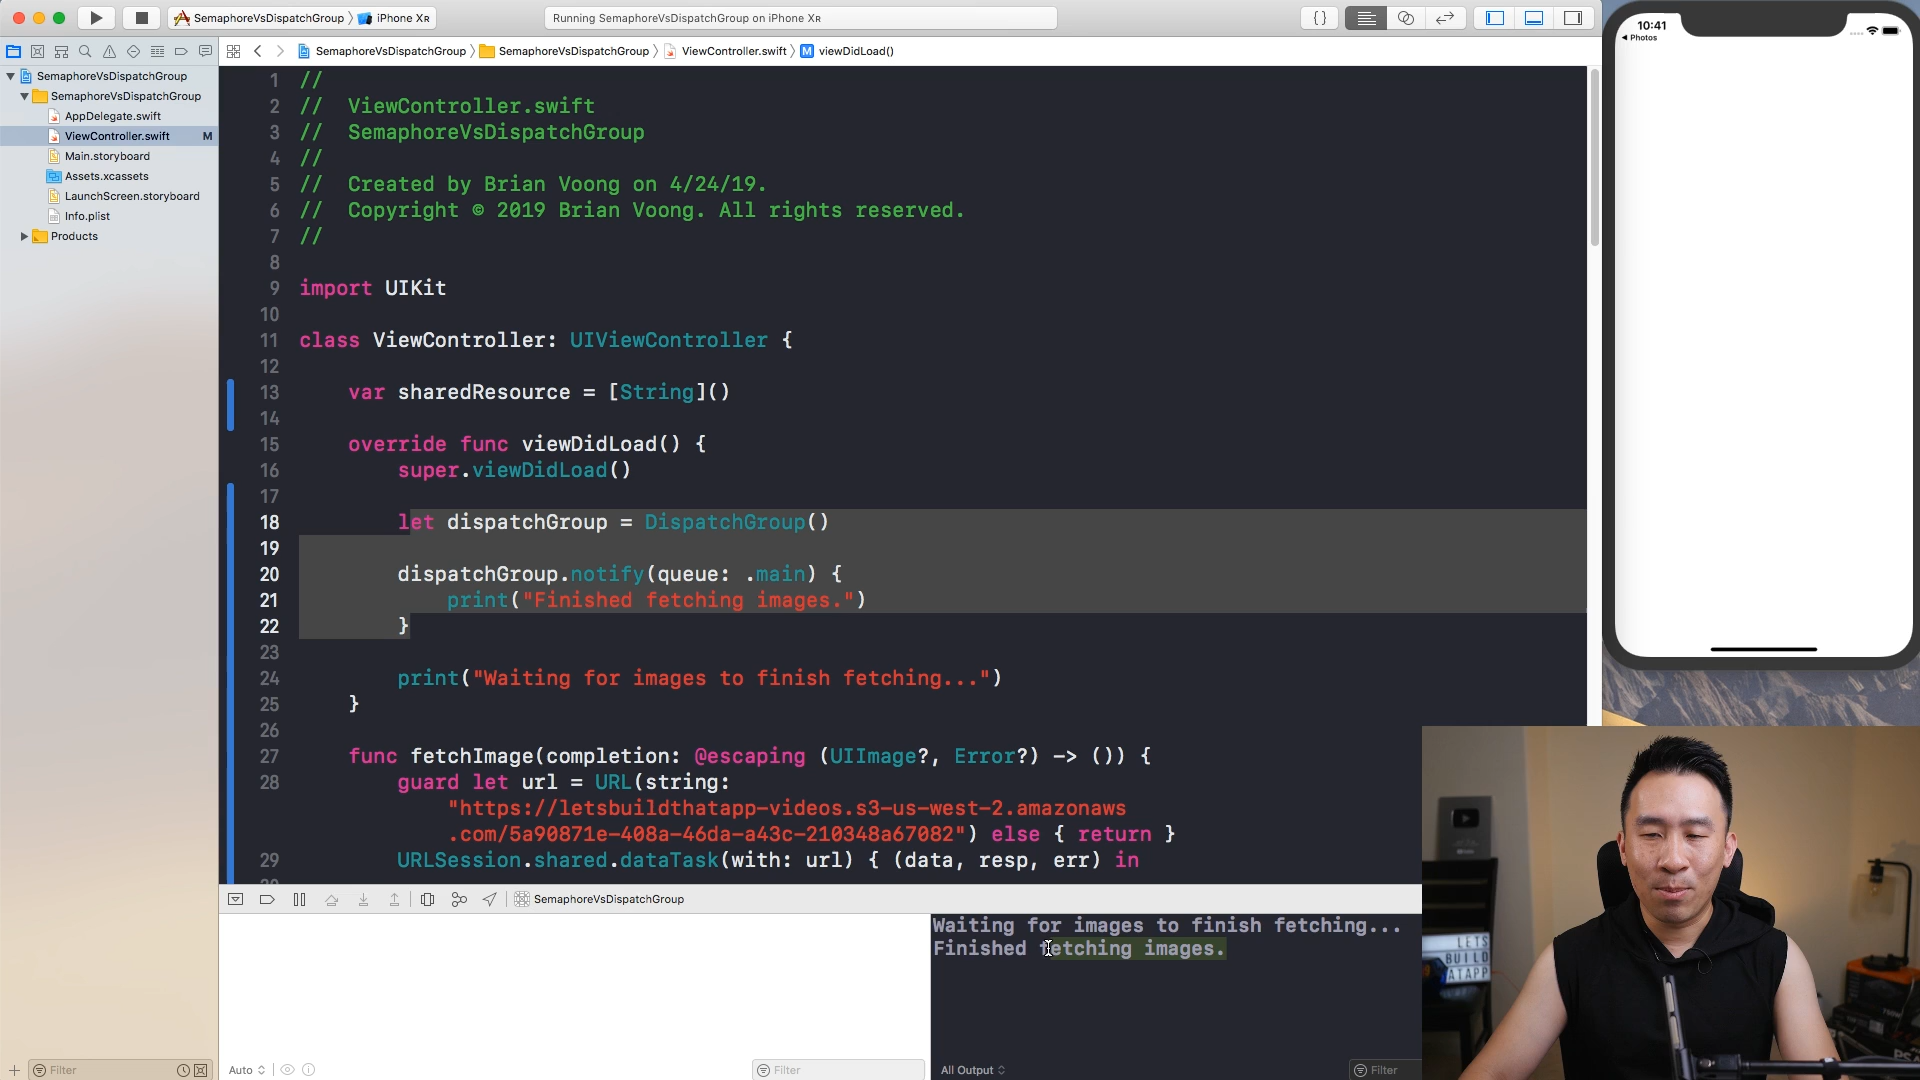 SemaphoreVsDispatchGroup
iPhone XR
Running SemaphoreVsDispatchGroup on iPhone XR
{ }
10:41
Photos
SemaphoreVsDispatchGroup
SemaphoreVsDispatchGroup
ViewController.swift
M
viewDidLoad()
SemaphoreVsDispatchGroup
SemaphoreVsDispatchGroup
AppDelegate.swift
ViewController.swift
M
Main.storyboard
Assets.xcassets
LaunchScreen.storyboard
Info.plist
Products
1 //
2 //  ViewController.swift
3 //  SemaphoreVsDispatchGroup
4 //
5 //  Created by Brian Voong on 4/24/19.
6 //  Copyright © 2019 Brian Voong. All rights reserved.
7 //
8
9 import UIKit
10
11 class ViewController: UIViewController {
12
13     var sharedResource = [String]()
14
15     override func viewDidLoad() {
16         super.viewDidLoad()
17
18         let dispatchGroup = DispatchGroup()
19
20         dispatchGroup.notify(queue: .main) {
21             print("Finished fetching images.")
22         }
23
24         print("Waiting for images to finish fetching...")
25     }
26
27     func fetchImage(completion: @escaping (UIImage?, Error?) -> ()) {
28         guard let url = URL(string:
"https://letsbuildthatapp-videos.s3-us-west-2.amazonaws
.com/5a90871e-408a-46da-a43c-210348a67082") else { return }
29         URLSession.shared.dataTask(with: url) { (data, resp, err) in
SemaphoreVsDispatchGroup
Waiting for images to finish fetching...
Finished fetching images.
LETS
BUILD
ATAPP
Filter
Auto
Filter
All Output
Filter